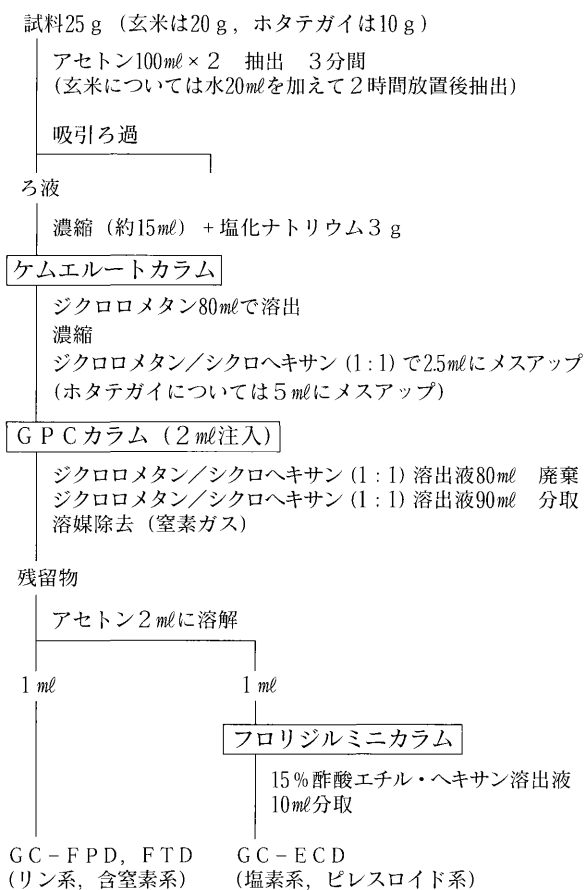 試料25g（玄米は20g，ホタテガイは10g）
アセトン100ml×2　抽出　3分間
(玄米については水20mlを加えて2時間放置後抽出)
吸引ろ過
ろ液
濃縮（約15ml）＋塩化ナトリウム3g
ケムエルートカラム
ジクロロメタン80mlで溶出
濃縮
ジクロロメタン／シクロヘキサン (1：1) で2.5mlにメスアップ
(ホタテガイについては5mlにメスアップ)
GPCカラム（2ml注入）
ジクロロメタン／シクロヘキサン (1：1) 溶出液80ml　廃棄
ジクロロメタン／シクロヘキサン (1：1) 溶出液90ml　分取
溶媒除去（窒素ガス）
残留物
アセトン2mlに溶解
1ml　1ml
フロリジルミニカラム
15％酢酸エチル・ヘキサン溶出液
10ml分取
GC－FPD，FTD　GC－ECD
(リン系，含窒素系)　(塩素系，ピレスロイド系)